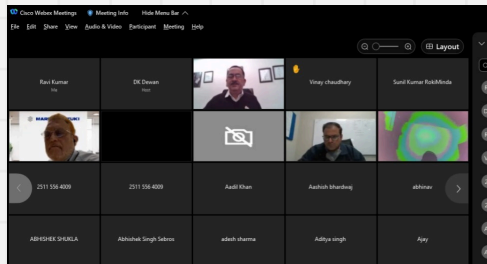 Cisco Webex Meetings Meeting Info Hide Menu Bar
File Edit Share View Audio & Video Participant Meeting Help
Layout
Ravi Kumar
Me
DK Dewan
Host
Vinay chaudhary
Sunil Kumar RokiMinda
2511 556 4009
2511 556 4009
Aadil Khan
Aashish bhardwaj
abhinav
ABHISHEK SHUKLA
Abhishek Singh Sebros
adesh sharma
Aditya singh
Ajay